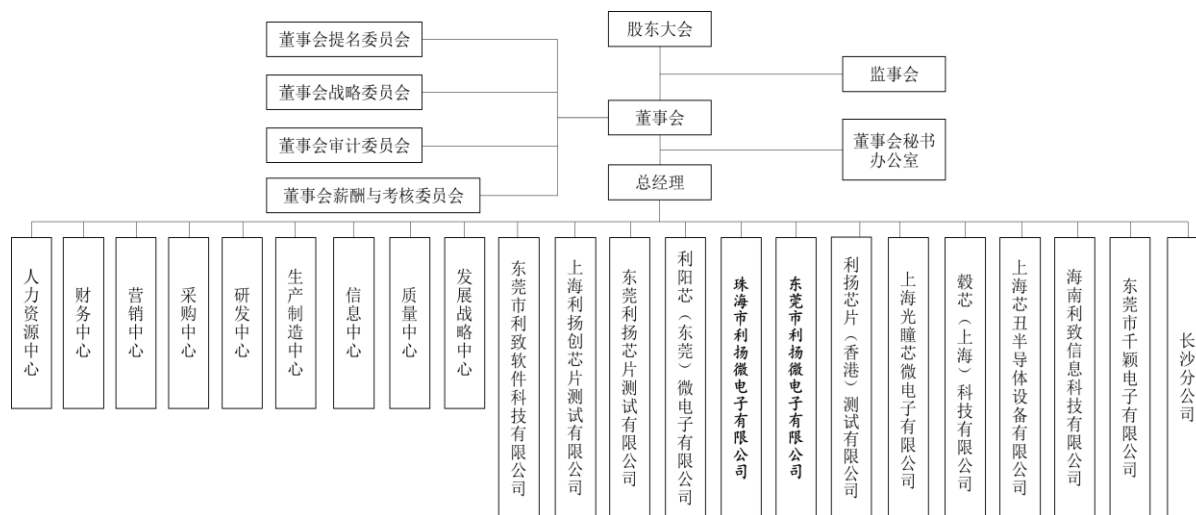 股东大会
董事会提名委员会
监事会
董事会战略委员会
董事会
董事会审计委员会
董事会秘书
办公室
总经理
董事会薪酬与考核委员会
人力资源中心
财务中心
营销中心
采购中心
研发中心
生产制造中心
信息中心
质量中心
发展战略中心
东莞市利致软件科技有限公司
上海利扬创芯片测试有限公司
东莞利扬芯片测试有限公司
利阳芯（东莞）微电子有限公司
珠海市利扬微电子有限公司
东莞市利扬微电子有限公司
利扬芯片（香港）测试有限公司
上海光瞳芯微电子有限公司
毂芯（上海）科技有限公司
上海芯丑半导体设备有限公司
海南利致信息科技有限公司
东莞市千颖电子有限公司
长沙分公司